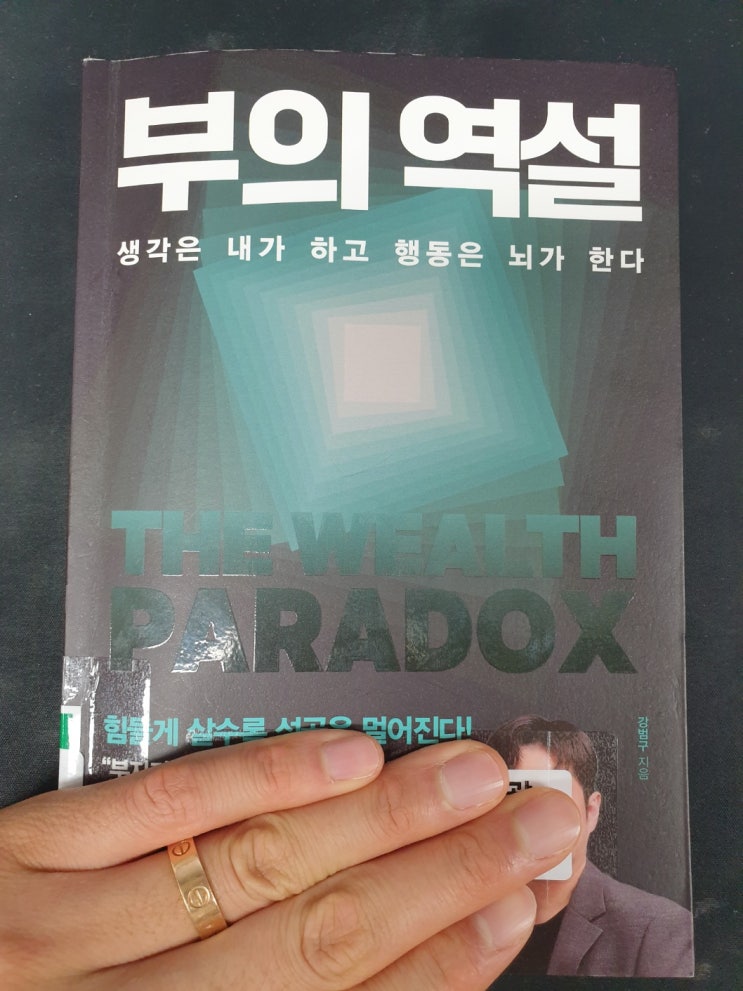 부의 역설
생각은 내가 하고 행동은 뇌가 한다
THE WEALTH
PARADOX
힘들게 살수록 성공은 멀어진다!
강범구 지음